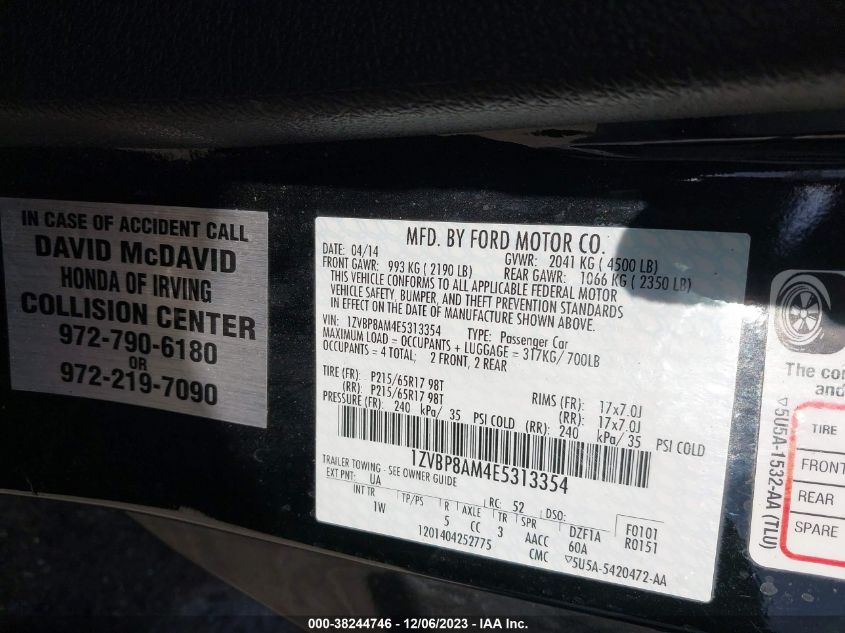 IN CASE OF ACCIDENT CALL
DAVID McDAVID
HONDA OF IRVING
COLLISION CENTER
972-790-6180
OR
972-219-7090
MFD. BY FORD MOTOR CO.
DATE: 04/14 GVWR: 2041 KG ( 4500 LB)
FRONT GAWR: 993 KG ( 2190 LB) REAR GAWR: 1066 KG ( 2350 LB)
THIS VEHICLE CONFORMS TO ALL APPLICABLE FEDERAL MOTOR
VEHICLE SAFETY, BUMPER, AND THEFT PREVENTION STANDARDS
IN EFFECT ON THE DATE OF MANUFACTURE SHOWN ABOVE.
VIN: 1ZVBP8AM4E5313354 TYPE: Passenger Car
MAXIMUM LOAD = OCCUPANTS + LUGGAGE = 317KG/700LB
OCCUPANTS = 4 TOTAL; 2 FRONT, 2 REAR
TIRE (FR): P215/65R17 98T RIMS (FR): 17x7.0J
(RR): P215/65R17 98T (RR): 17x7.0J
PRESSURE (FR): 240 kPa/ 35 PSI COLD (RR): 240 kPa/ 35 PSI COLD
1ZVBP8AM4E5313354
TRAILER TOWING - SEE OWNER GUIDE
EXT PNT: UA RC: 52 DSO:
INT TR TP/PS R AXLE TR SPR DZF1A F0101
1W 5 CC 3 AACC 60A R0151
1201404252775 CMC ▽5U5A-5420472-AA
The
and
TIRE
FRONT
REAR
SPARE
▽5U5A-1532-AA (TLU)
000-38244746 - 12/06/2023 - IAA Inc.